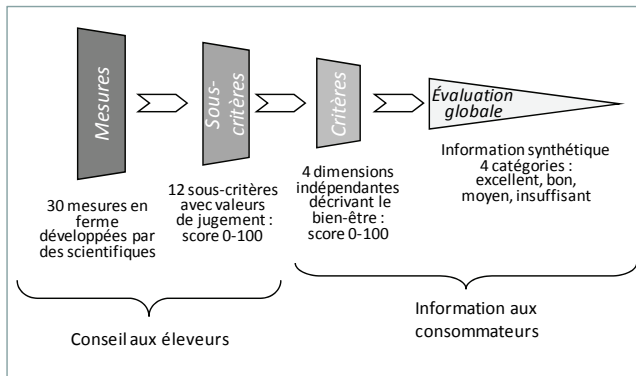 Mesures
Sous-
critères
Critères
Évaluation
globale
30 mesures en
ferme
développées par
des scientifiques
12 sous-critères
avec valeurs
de jugement :
score 0-100
4 dimensions
indépendantes
décrivant le
bien-être :
score 0-100
Information synthétique
4 catégories :
excellent, bon,
moyen, insuffisant
Conseil aux éleveurs
Information aux
consommateurs